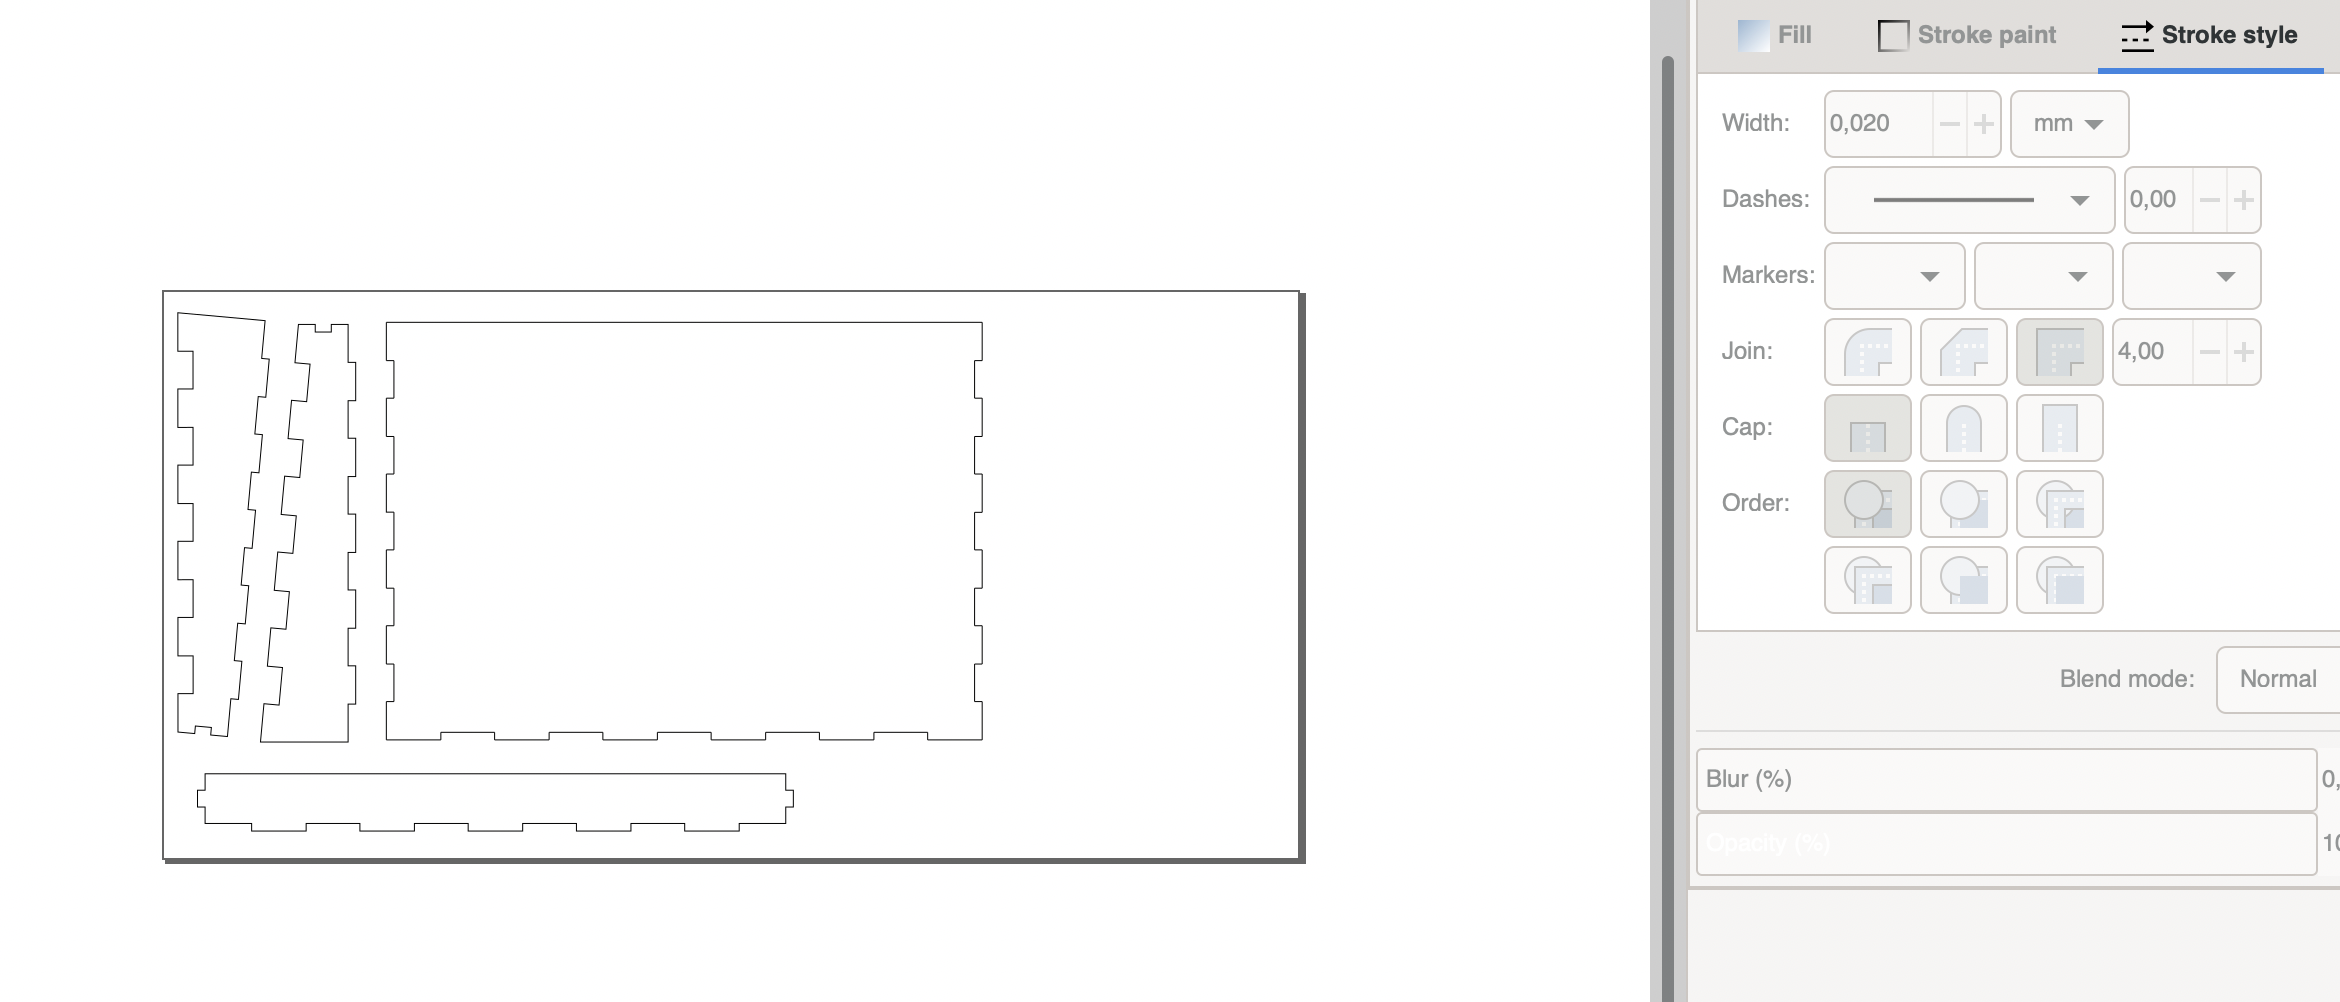 Fill Stroke paint Stroke style
Width: 0,020 mm
Dashes: 0,00
Markers:
Join: 4,00
Cap:
Order:
Blend mode: Normal
Blur (%) 0,
Opacity (%) 10